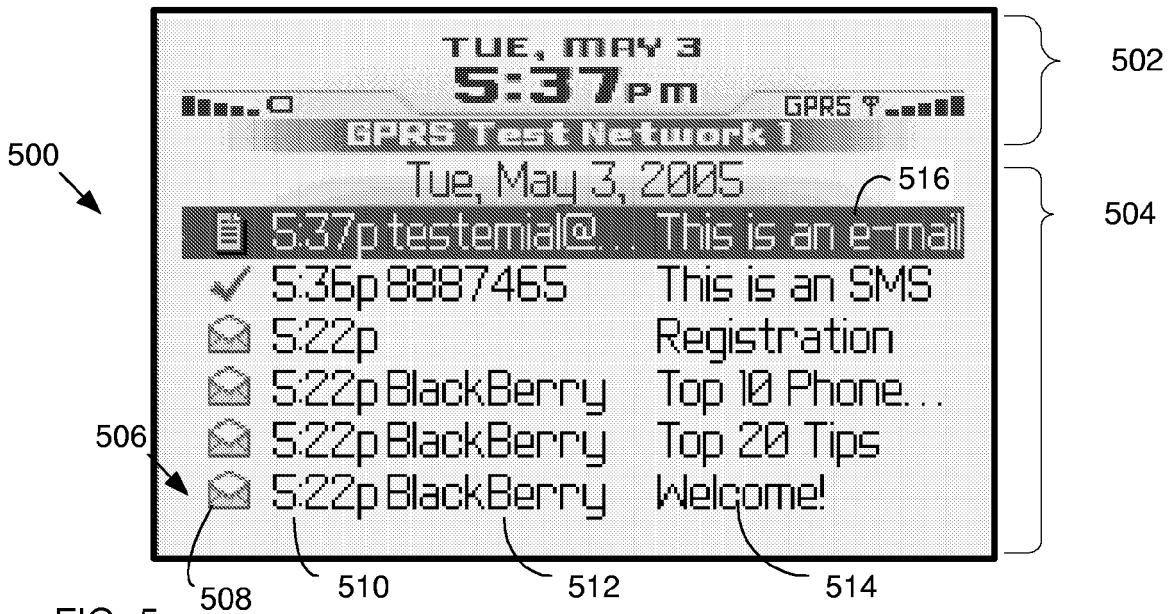 TUE, MAY 3
5:37pm
GPRS
GPRS Test Network 1
502
500
Tue, May 3, 2005
516
504
5:37p testemial@... This is an e-mail
5:36p 8887465 This is an SMS
5:22p Registration
5:22p BlackBerry Top 10 Phone...
5:22p BlackBerry Top 20 Tips
506
5:22p BlackBerry Welcome!
508 510 512 514
FIG. 5